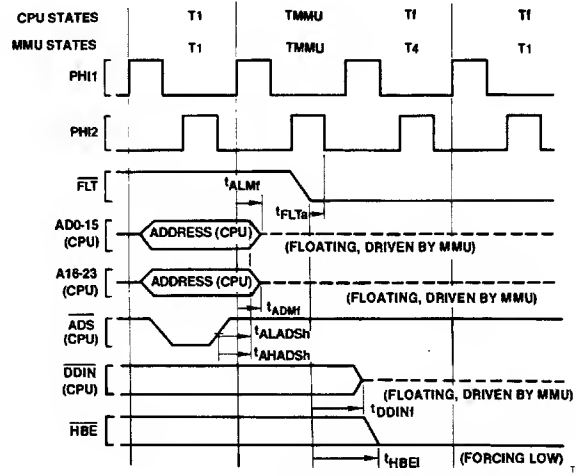 CPU STATES T1 TMMU Tf Tf
MMU STATES T1 TMMU T4 T1
PHI1
PHI2
FLT
tALMf
tFLTa
AD0-15
(CPU)
ADDRESS (CPU)
(FLOATING, DRIVEN BY MMU)
A16-23
(CPU)
ADDRESS (CPU)
(FLOATING, DRIVEN BY MMU)
tADMf
ADS
(CPU)
tALADSh
tAHADSh
DDIN
(CPU)
(FLOATING, DRIVEN BY MMU)
tDDINf
HBE
tHBEl
(FORCING LOW)
T